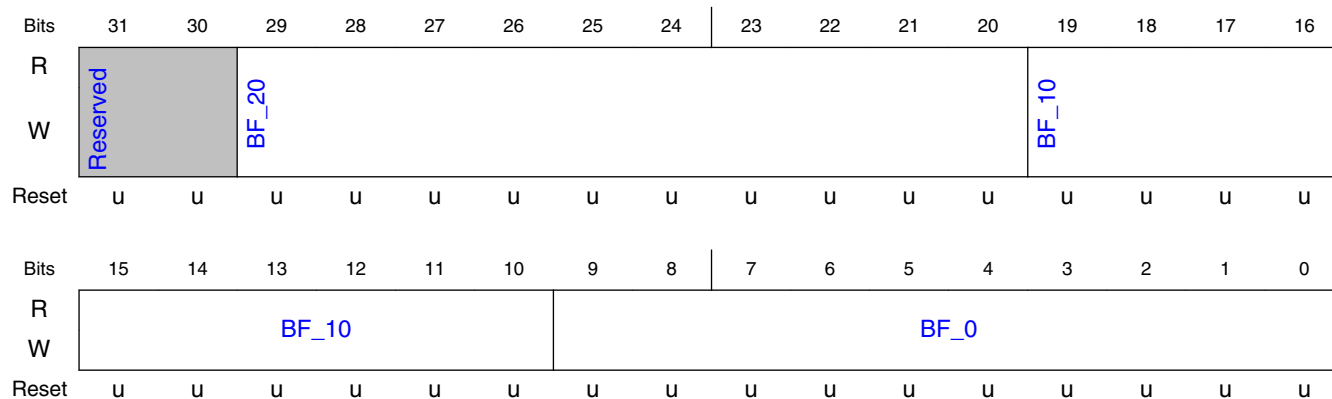 Bits 31 30 29 28 27 26 25 24 23 22 21 20 19 18 17 16
R
Reserved BF_20 BF_10
W
Reset u u u u u u u u u u u u u u u u
Bits 15 14 13 12 11 10 9 8 7 6 5 4 3 2 1 0
R
BF_10 BF_0
W
Reset u u u u u u u u u u u u u u u u